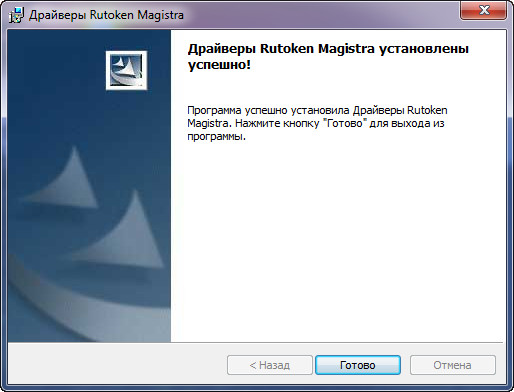 Драйверы Rutoken Magistra
Драйверы Rutoken Magistra установлены
успешно!
Программа успешно установила Драйверы Rutoken
Magistra. Нажмите кнопку "Готово" для выхода из
программы.
< Назад
Готово
Отмена